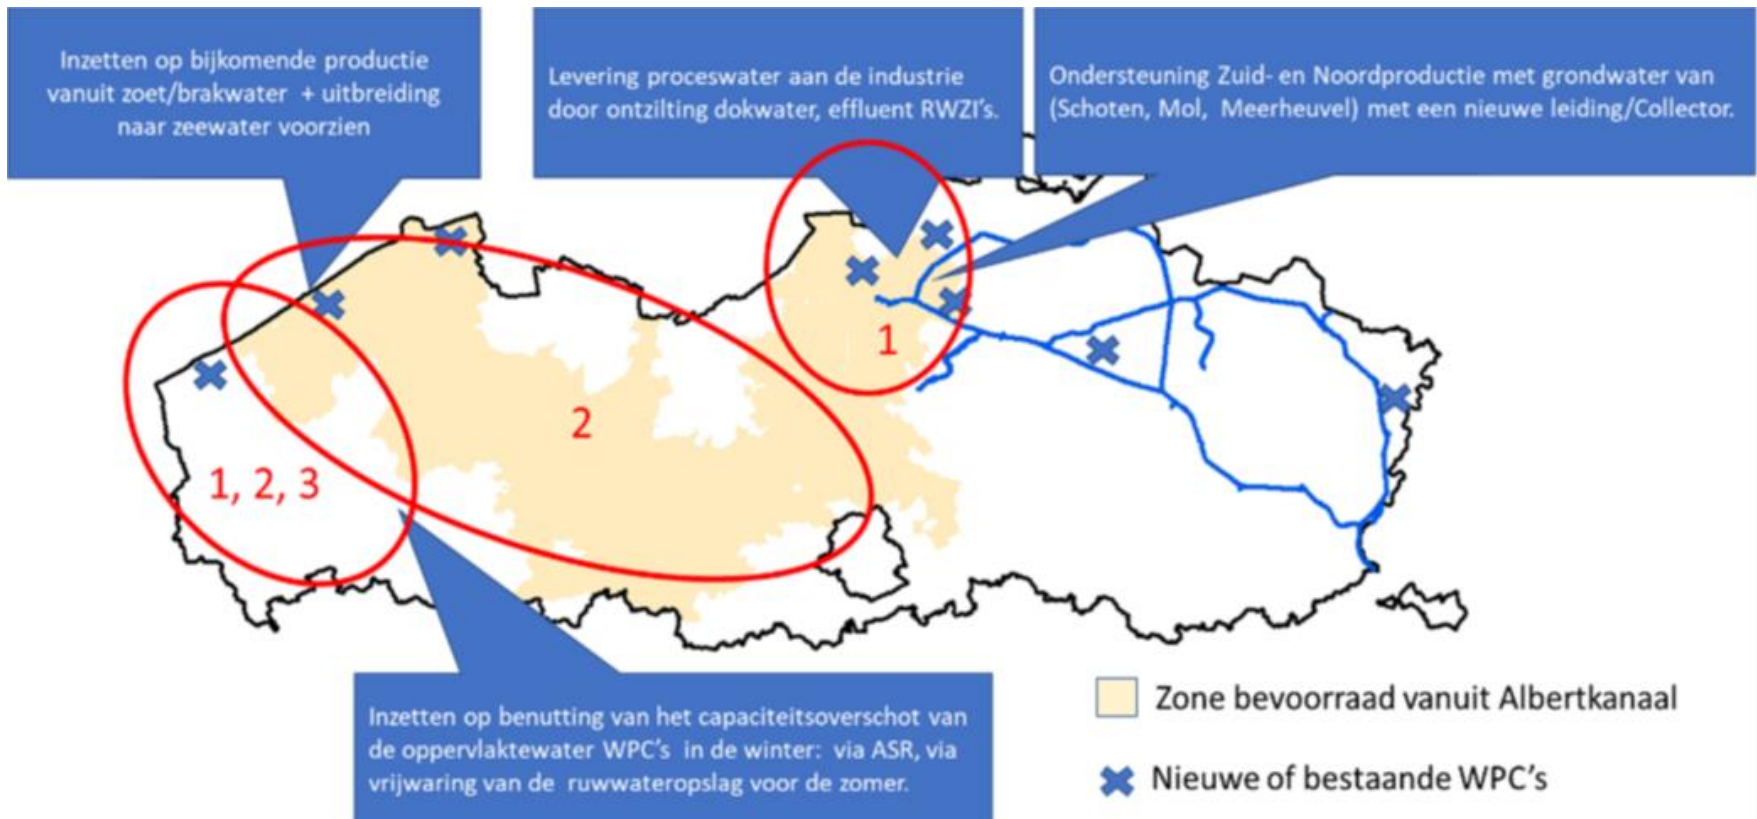 Inzetten op bijkomende productie
vanuit zoet/brakwater + uitbreiding
naar zeewater voorzien
Levering proceswater aan de industrie
door ontzilting dokwater, effluent RWZI's.
Ondersteuning Zuid- en Noordproductie met grondwater van
(Schoten, Mol, Meerheuvel) met een nieuwe leiding/Collector.
1
2
1, 2, 3
Inzetten op benutting van het capaciteitsoverschot van
de oppervlaktewater WPC's in de winter: via ASR, via
vrijwaring van de ruwwateropslag voor de zomer.
Zone bevoorraad vanuit Albertkanaal
Nieuwe of bestaande WPC's